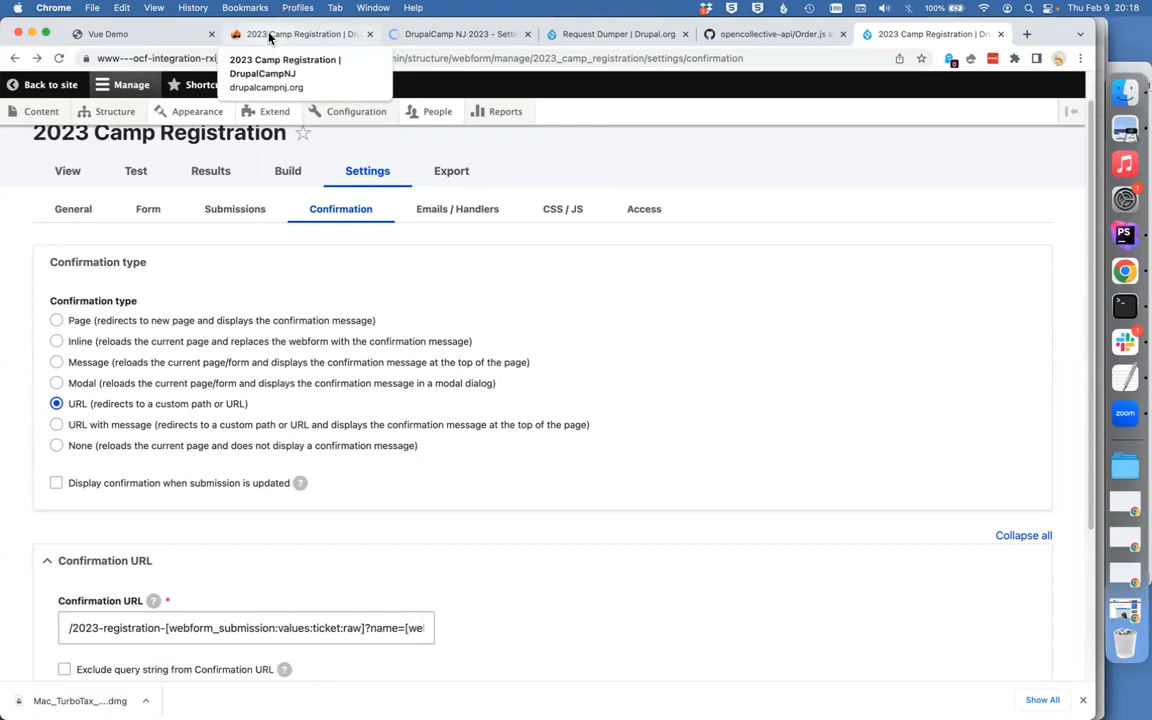 Chrome File Edit View History Bookmarks Profiles Tab Window Help 100% Thu Feb 9 20:18
Vue Demo 2023 Camp Registration | Dru DrupalCamp NJ 2023 - Setti Request Dumper | Drupal.org opencollective-api/Order.js a 2023 Camp Registration | Dru
www---ocf-integration-rxi min/structure/webform/manage/2023_camp_registration/settings/confirmation
2023 Camp Registration |
DrupalCampNJ
drupalcampnj.org
Back to site Manage Shortc
Content Structure Appearance Extend Configuration People Reports
2023 Camp Registration
View Test Results Build Settings Export
General Form Submissions Confirmation Emails / Handlers CSS / JS Access
Confirmation type
Confirmation type
Page (redirects to new page and displays the confirmation message)
Inline (reloads the current page and replaces the webform with the confirmation message)
Message (reloads the current page/form and displays the confirmation message at the top of the page)
Modal (reloads the current page/form and displays the confirmation message in a modal dialog)
URL (redirects to a custom path or URL)
URL with message (redirects to a custom path or URL and displays the confirmation message at the top of the page)
None (reloads the current page and does not display a confirmation message)
Display confirmation when submission is updated ?
Collapse all
Confirmation URL
Confirmation URL ? *
/2023-registration-[webform_submission:values:ticket:raw]?name=[we
Exclude query string from Confirmation URL ?
Mac_TurboTax_....dmg Show All
PS
zoom